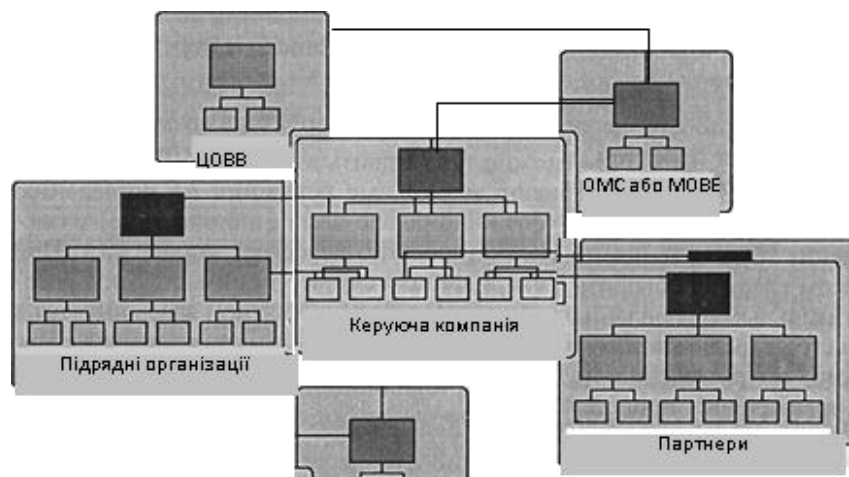 ЦОВВ
ОМС або МОВЕ
Керуюча компанія
Підрядні організації
Партнери